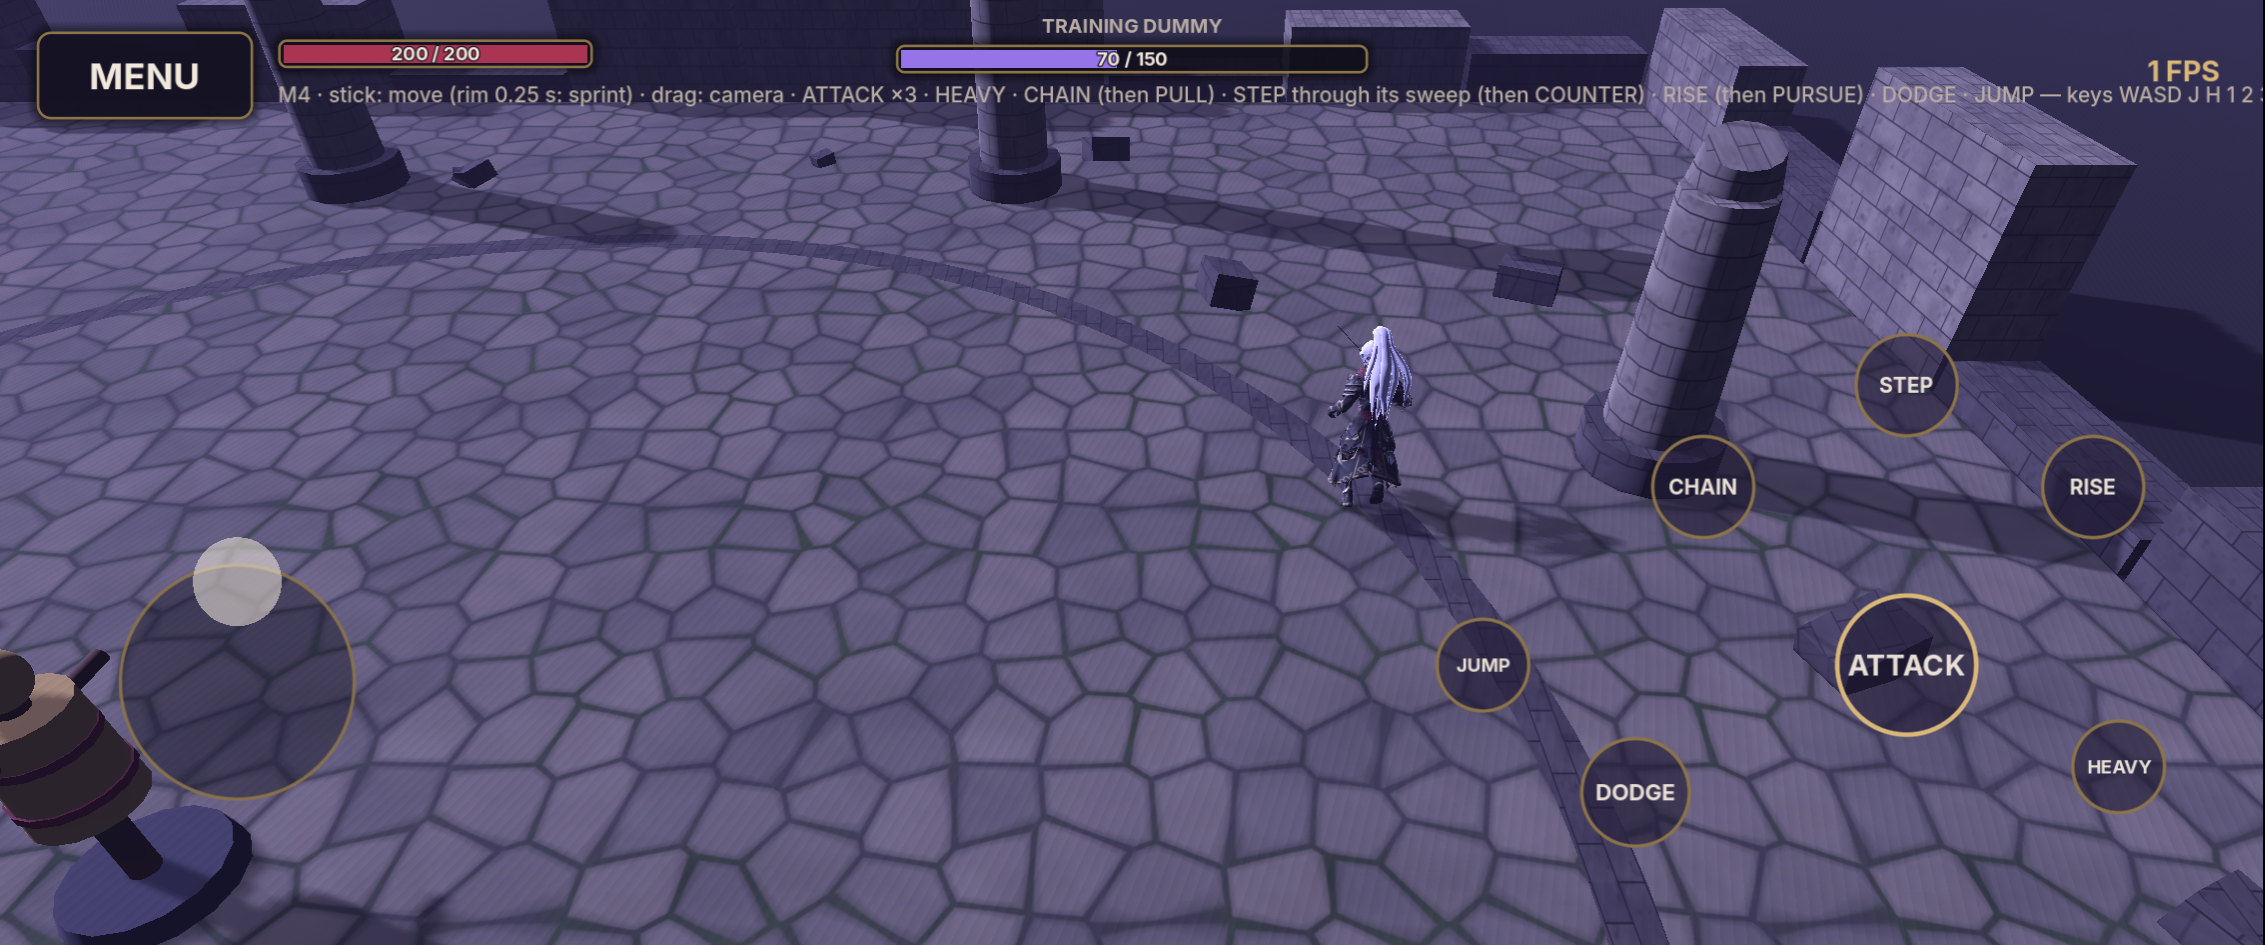 TRAINING DUMMY
MENU
200 / 200
70 / 150
1 FPS
M4 · stick: move (rim 0.25 s: sprint) · drag: camera · ATTACK ×3 · HEAVY · CHAIN (then PULL) · STEP through its sweep (then COUNTER) · RISE (then PURSUE) · DODGE · JUMP — keys WASD J H 1 2
STEP
CHAIN
RISE
JUMP
ATTACK
HEAVY
DODGE